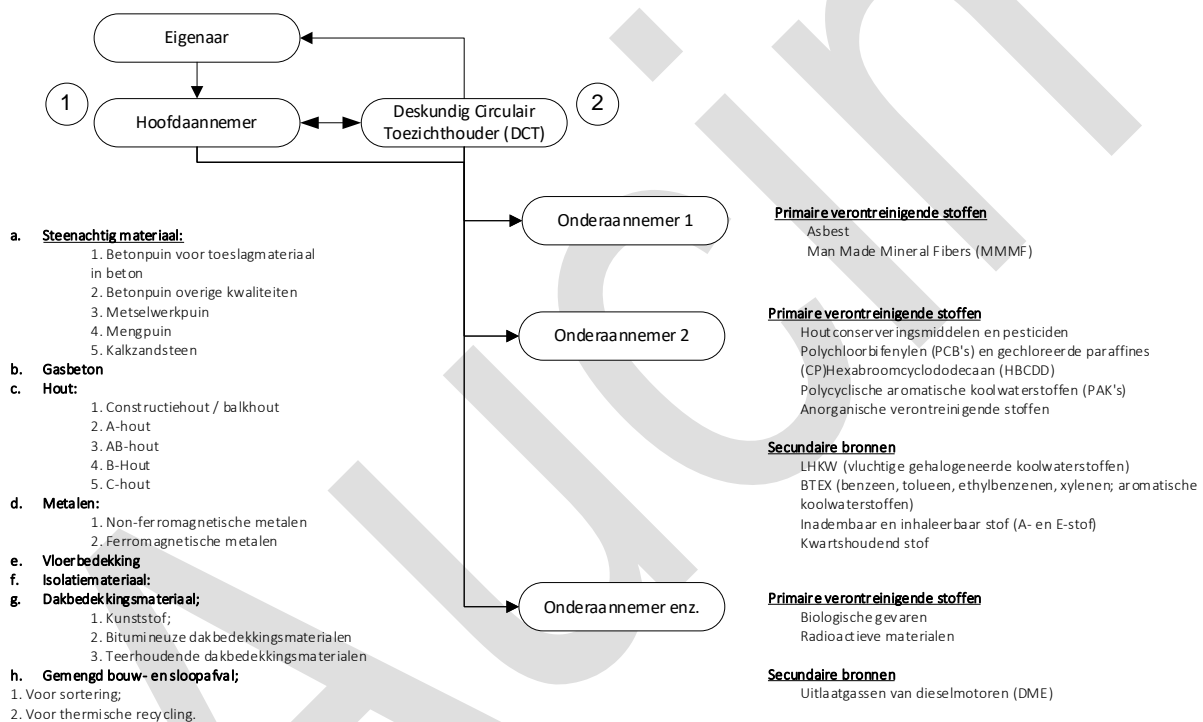 Eigenaar
1
Hoofdaannemer
Deskundig Circulair
Toezichthouder (DCT)
2
Onderaannemer 1
Onderaannemer 2
Onderaannemer enz.
a. Steenachtig materiaal:
1. Betonpuin voor toeslagmateriaal
in beton
2. Betonpuin overige kwaliteiten
3. Metselwerkpuin
4. Mengpuin
5. Kalkzandsteen
b. Gasbeton
c. Hout:
1. Constructiehout / balkhout
2. A-hout
3. AB-hout
4. B-Hout
5. C-hout
d. Metalen:
1. Non-ferromagnetische metalen
2. Ferromagnetische metalen
e. Vloerbedekking
f. Isolatiemateriaal:
g. Dakbedekkingsmateriaal;
1. Kunststof;
2. Bitumineuze dakbedekkingsmaterialen
3. Teerhoudende dakbedekkingsmaterialen
h. Gemengd bouw- en sloopafval;
1. Voor sortering;
2. Voor thermische recycling.
Primaire verontreinigende stoffen
Asbest
Man Made Mineral Fibers (MMMF)
Primaire verontreinigende stoffen
Houtconserveringsmiddelen en pesticiden
Polychloorbifenylen (PCB's) en gechloreerde paraffines
(CP)Hexabroomcyclododecaan (HBCDD)
Polycyclische aromatische koolwaterstoffen (PAK's)
Anorganische verontreinigende stoffen
Secundaire bronnen
LHKW (vluchtige gehalogeneerde koolwaterstoffen)
BTEX (benzeen, tolueen, ethylbenzenen, xylenen; aromatische
koolwaterstoffen)
Inadembaar en inhaleerbaar stof (A- en E-stof)
Kwartshoudend stof
Primaire verontreinigende stoffen
Biologische gevaren
Radioactieve materialen
Secundaire bronnen
Uitlaatgassen van dieselmotoren (DME)